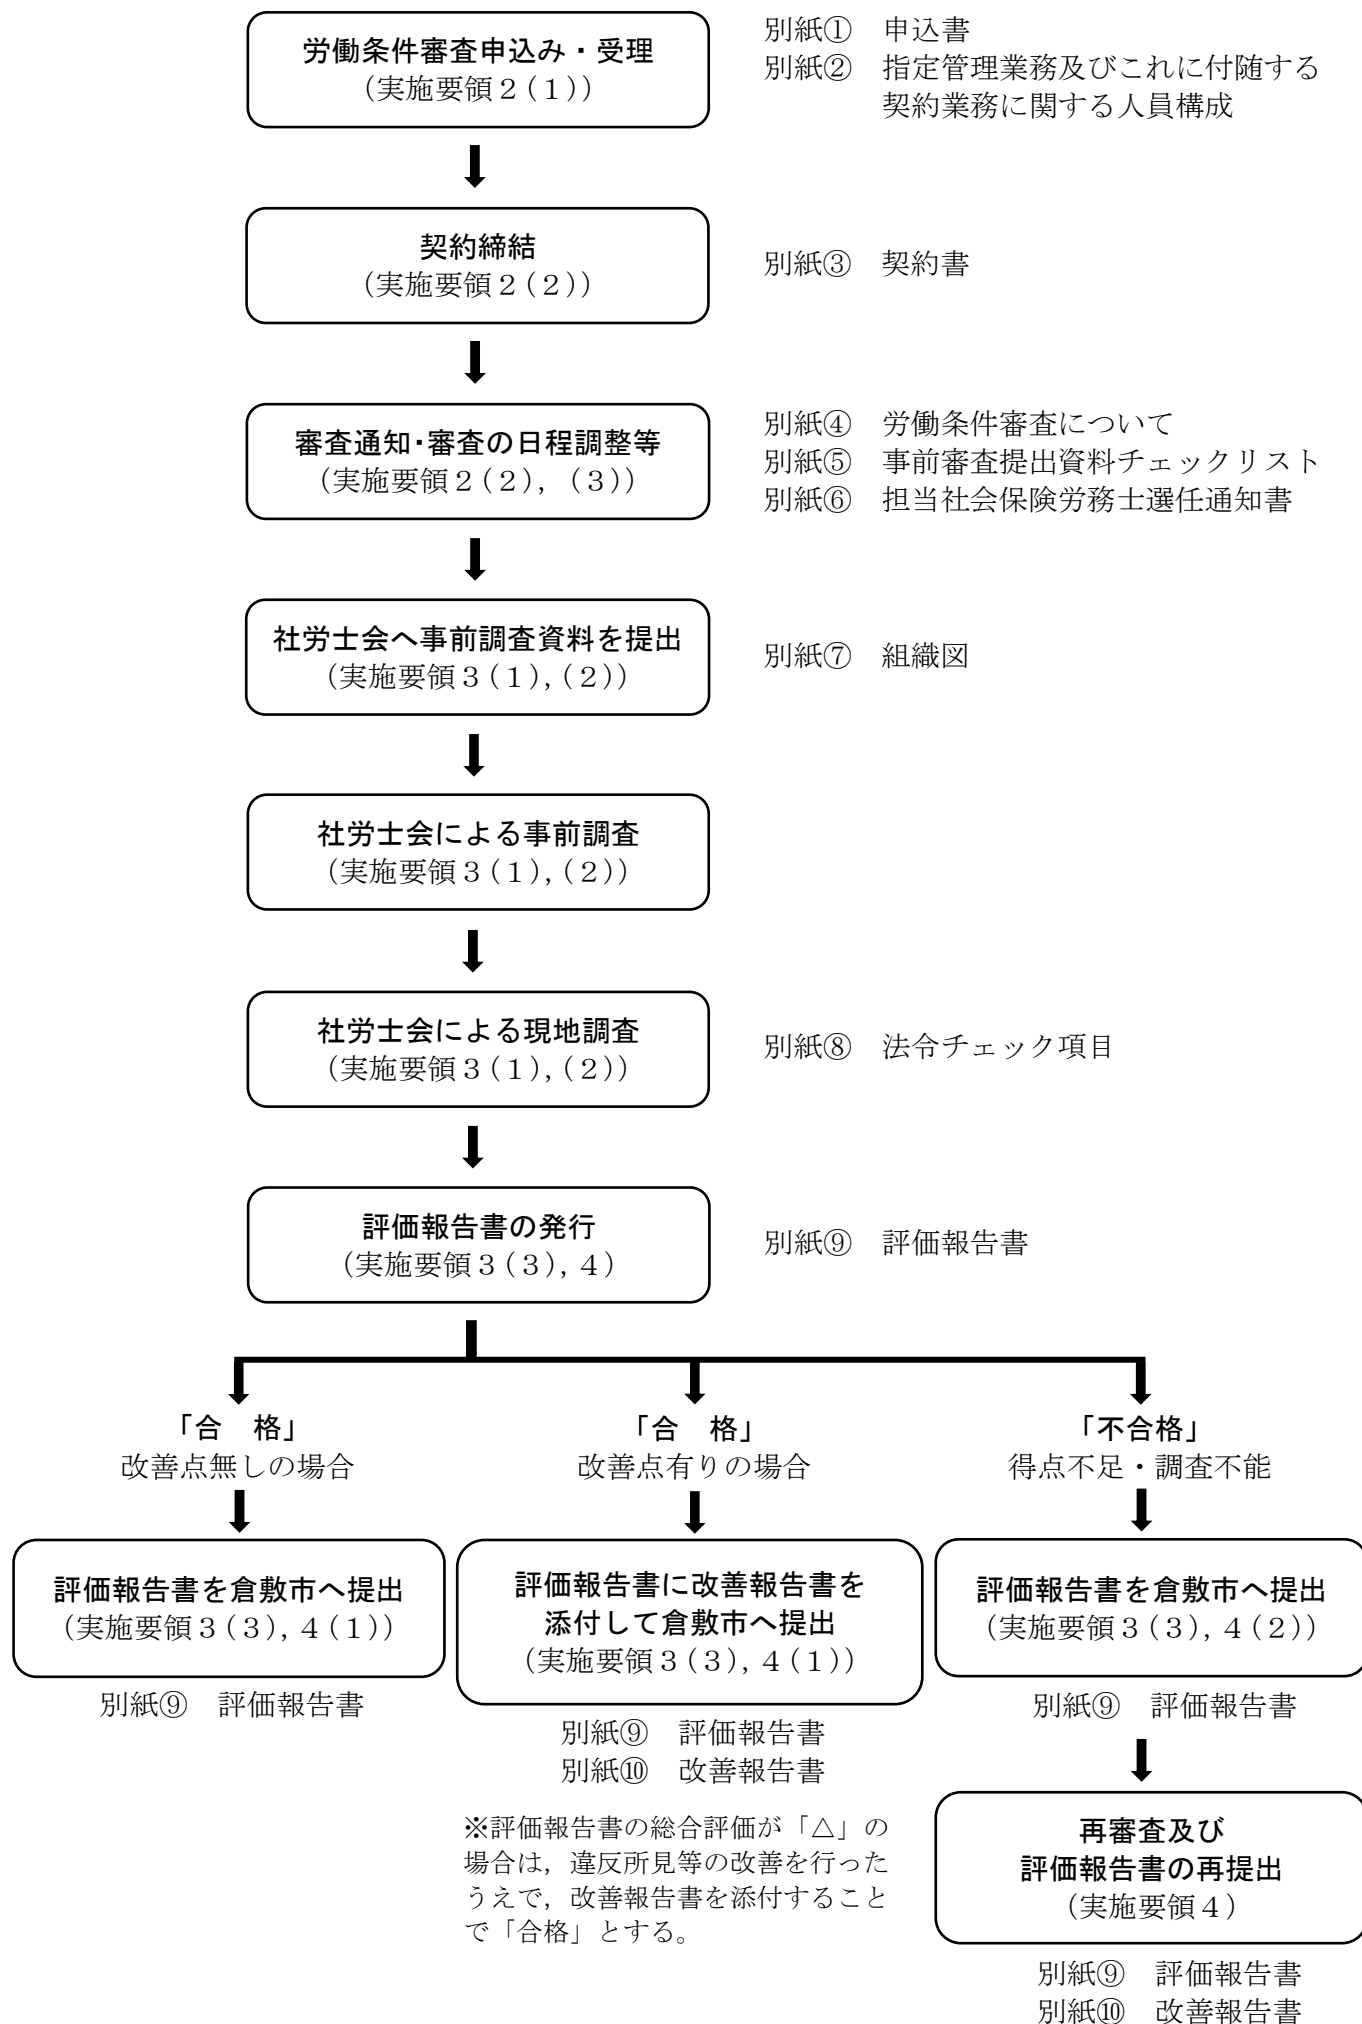 労働条件審査申込み・受理
（実施要領２(１)）
別紙①　申込書
別紙②　指定管理業務及びこれに付随する
契約業務に関する人員構成
契約締結
（実施要領２(２)）
別紙③　契約書
審査通知・審査の日程調整等
（実施要領２(２)，（３)）
別紙④　労働条件審査について
別紙⑤　事前審査提出資料チェックリスト
別紙⑥　担当社会保険労務士選任通知書
社労士会へ事前調査資料を提出
（実施要領３(１),(２)）
別紙⑦　組織図
社労士会による事前調査
（実施要領３(１),(２)）
社労士会による現地調査
（実施要領３(１),(２)）
別紙⑧　法令チェック項目
評価報告書の発行
（実施要領３(３),４）
別紙⑨　評価報告書
「合　格」
改善点無しの場合
評価報告書を倉敷市へ提出
（実施要領３(３),４(１)）
別紙⑨　評価報告書
「合　格」
改善点有りの場合
評価報告書に改善報告書を
添付して倉敷市へ提出
（実施要領３(３),４(１)）
別紙⑨　評価報告書
別紙⑩　改善報告書
※評価報告書の総合評価が「△」の
場合は，違反所見等の改善を行った
うえで，改善報告書を添付すること
で「合格」とする。
「不合格」
得点不足・調査不能
評価報告書を倉敷市へ提出
（実施要領３(３),４(２)）
別紙⑨　評価報告書
再審査及び
評価報告書の再提出
（実施要領４）
別紙⑨　評価報告書
別紙⑩　改善報告書